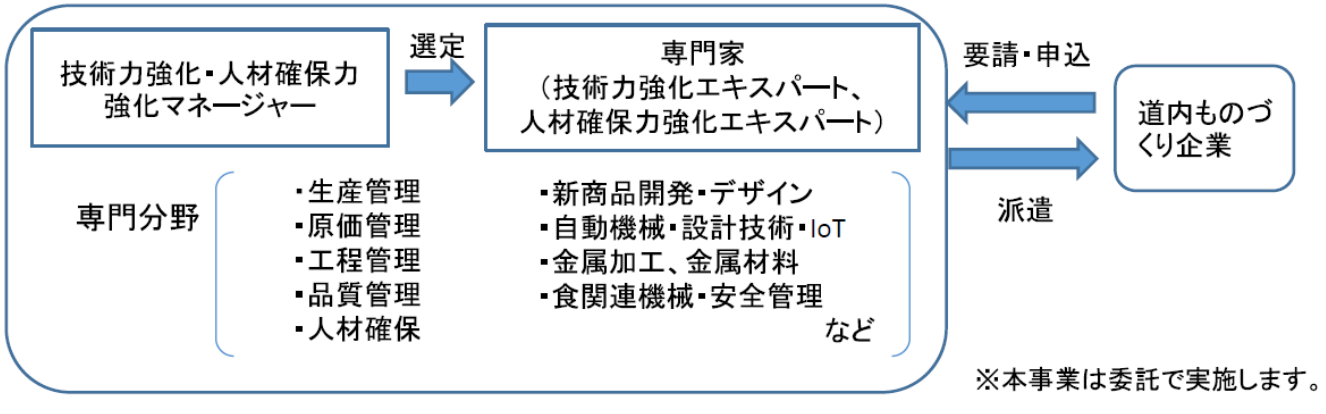 技術力強化・人材確保力
強化マネージャー
選定
専門家
（技術力強化エキスパート、
人材確保力強化エキスパート）
要請・申込
道内ものづ
くり企業
派遣
専門分野
・生産管理
・原価管理
・工程管理
・品質管理
・人材確保
・新商品開発・デザイン
・自動機械・設計技術・IoT
・金属加工、金属材料
・食関連機械・安全管理
など
※本事業は委託で実施します。